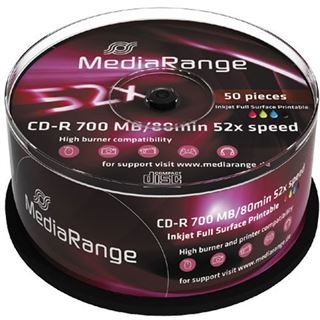 MediaRange
52x
50 pieces
Inkjet Full Surface Printable
CD-R 700 MB/80min 52x speed
High burner compatibility
for support visit www.mediarange.de
COMPACT
disc
MediaRange
CD-R 700 MB/80min 52x speed
Inkjet Full Surface Printable
High burner and printer compatibility
for support visit www.mediarange.de